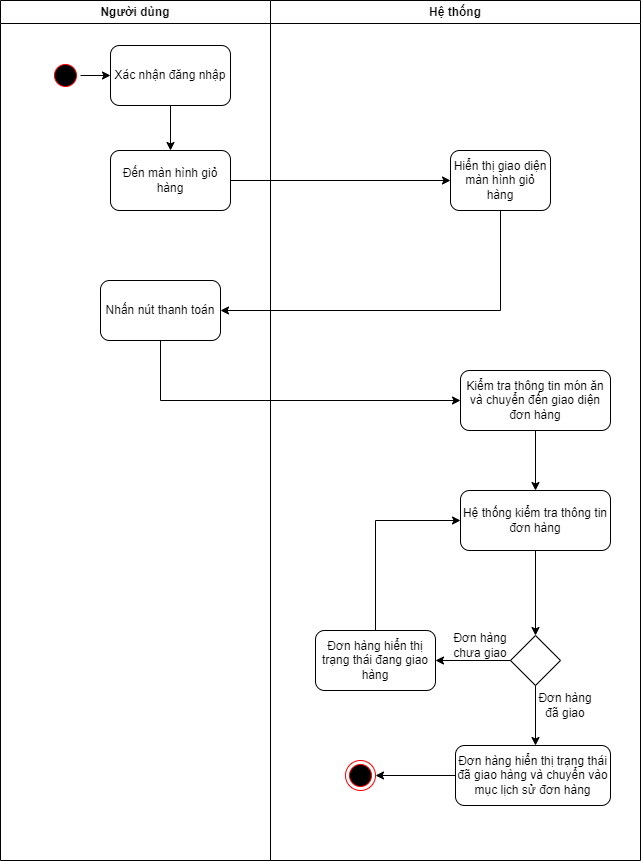 Người dùng
Hệ thống
Xác nhận đăng nhập
Đến màn hình giỏ
hàng
Hiển thị giao diện
màn hình giỏ
hàng
Nhấn nút thanh toán
Kiểm tra thông tin món ăn
và chuyển đến giao diện
đơn hàng
Hệ thống kiểm tra thông tin
đơn hàng
Đơn hàng
chưa giao
Đơn hàng hiển thị
trạng thái đang giao
hàng
Đơn hàng
đã giao
Đơn hàng hiển thị trạng thái
đã giao hàng và chuyển vào
mục lịch sử đơn hàng